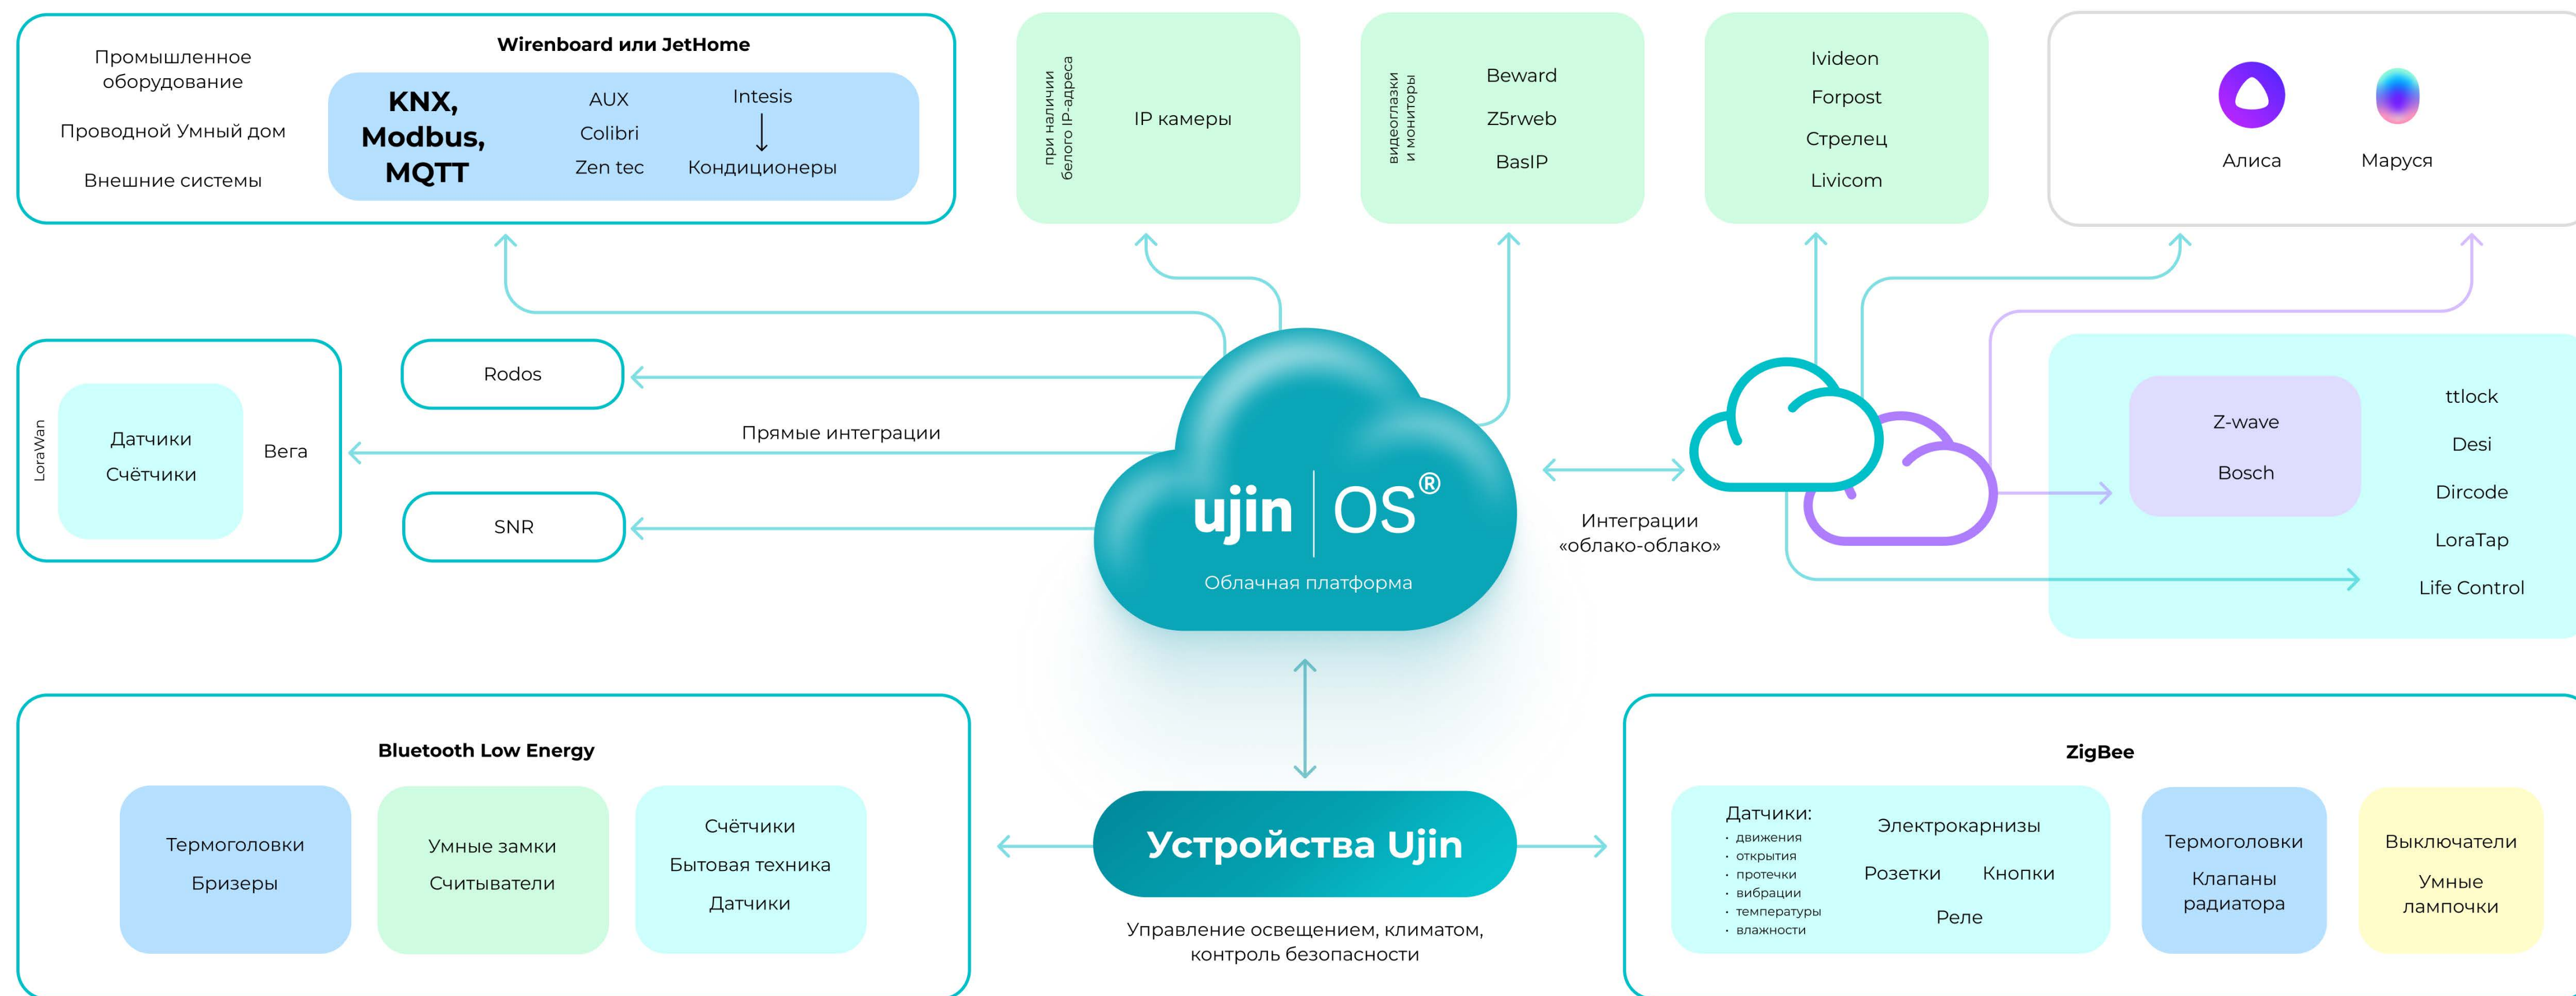 Промышленное
оборудование
Проводной Умный дом
Внешние системы
Wirenboard или JetHome
KNX,
Modbus,
MQTT
AUX
Colibri
Zen tec
Intesis
Кондиционеры
при наличии
белого IP-адреса
IP камеры
видеоглазки
и мониторы
Beward
Z5rweb
BasIP
Ivideon
Forpost
Стрелец
Livicom
Алиса
Маруся
LoraWan
Датчики
Счётчики
Вега
Rodos
Прямые интеграции
SNR
ujin | OS®
Облачная платформа
Интеграции
«облако-облако»
Z-wave
Bosch
ttlock
Desi
Dircode
LoraTap
Life Control
Bluetooth Low Energy
Термоголовки
Бризеры
Умные замки
Считыватели
Счётчики
Бытовая техника
Датчики
Устройства Ujin
Управление освещением, климатом,
контроль безопасности
ZigBee
Датчики:
· движения
· открытия
· протечки
· вибрации
· температуры
· влажности
Электрокарнизы
Розетки Кнопки
Реле
Термоголовки
Клапаны
радиатора
Выключатели
Умные
лампочки